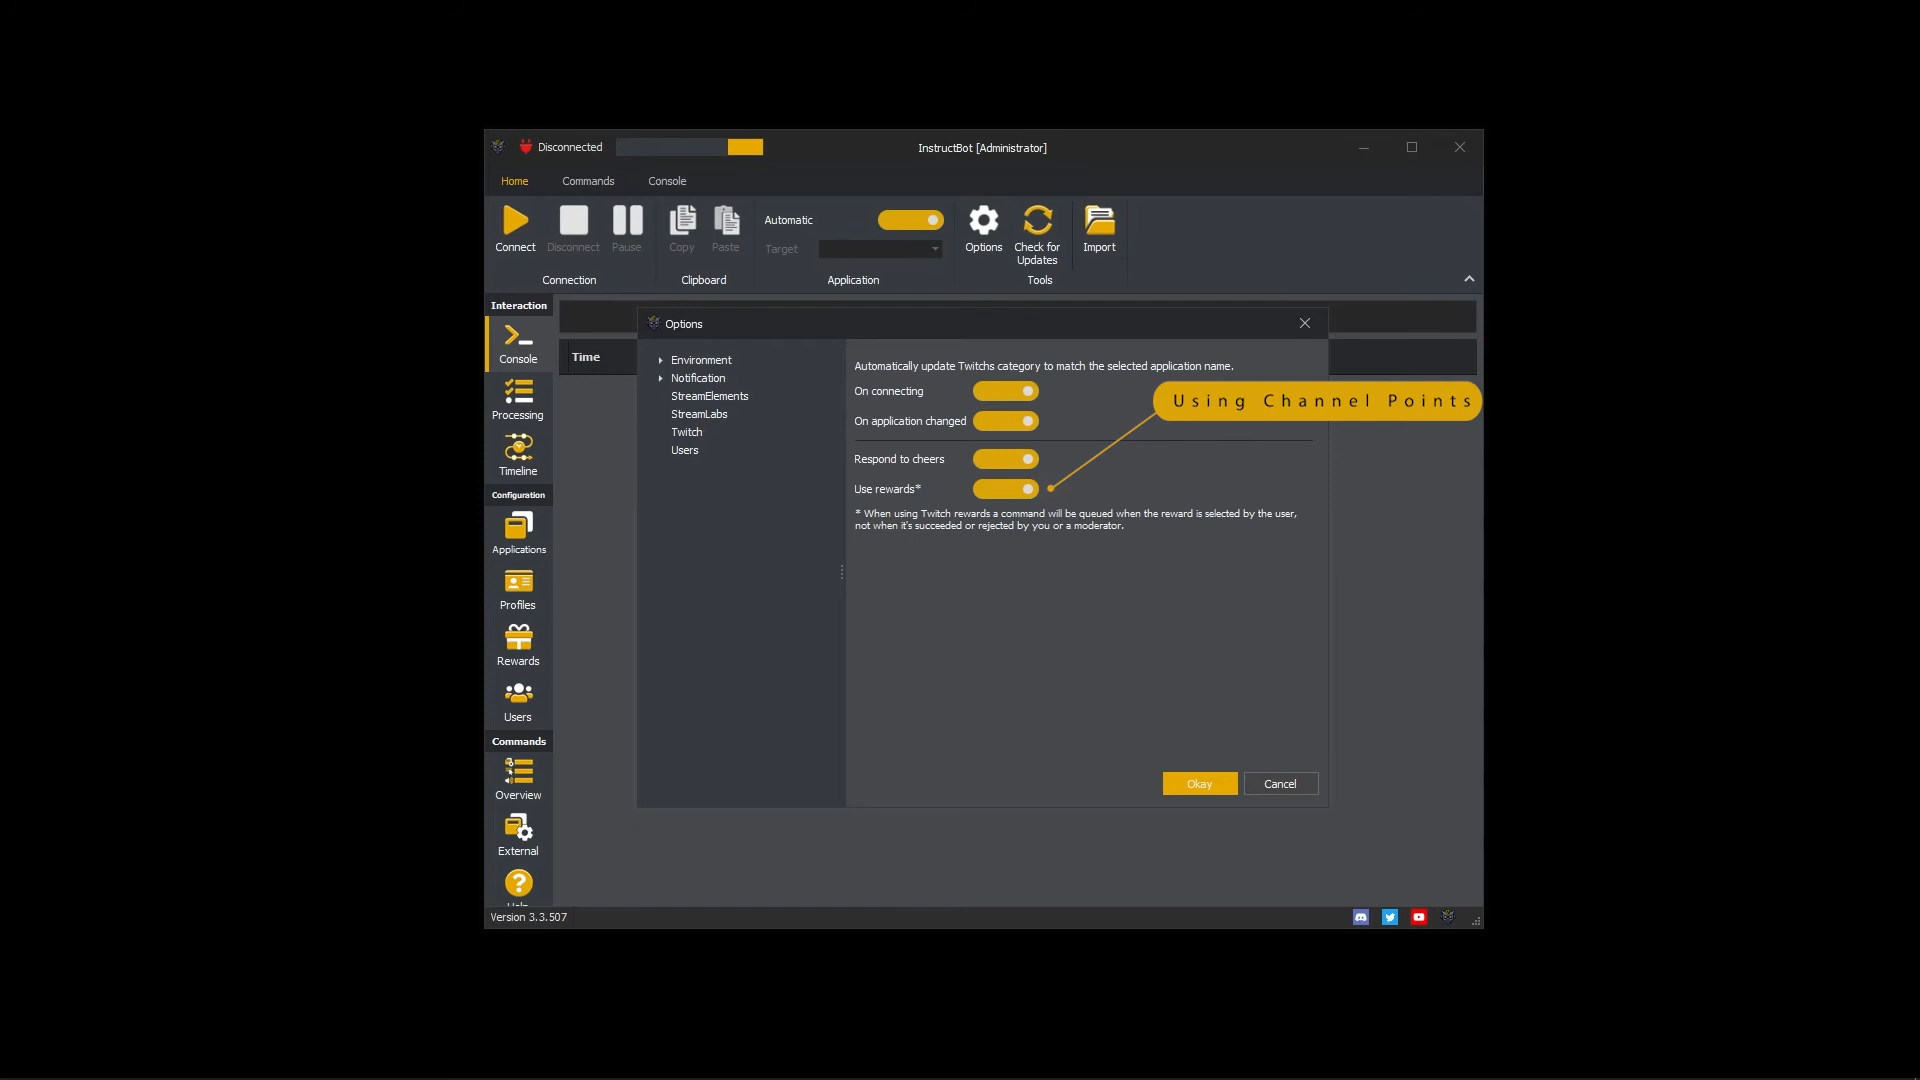 Disconnected
InstructBot [Administrator]
Home Commands Console
Connect Disconnect Pause Copy Paste Automatic Target Options Check for Updates Import
Connection Clipboard Application Tools
Interaction
Console
Processing
Timeline
Configuration
Applications
Profiles
Rewards
Users
Commands
Overview
External
Time
Options
Environment
Notification
StreamElements
StreamLabs
Twitch
Users
Automatically update Twitchs category to match the selected application name.
On connecting
On application changed
Using Channel Points
Respond to cheers
Use rewards*
* When using Twitch rewards a command will be queued when the reward is selected by the user,
not when it's succeeded or rejected by you or a moderator.
Okay Cancel
Version 3.3.507